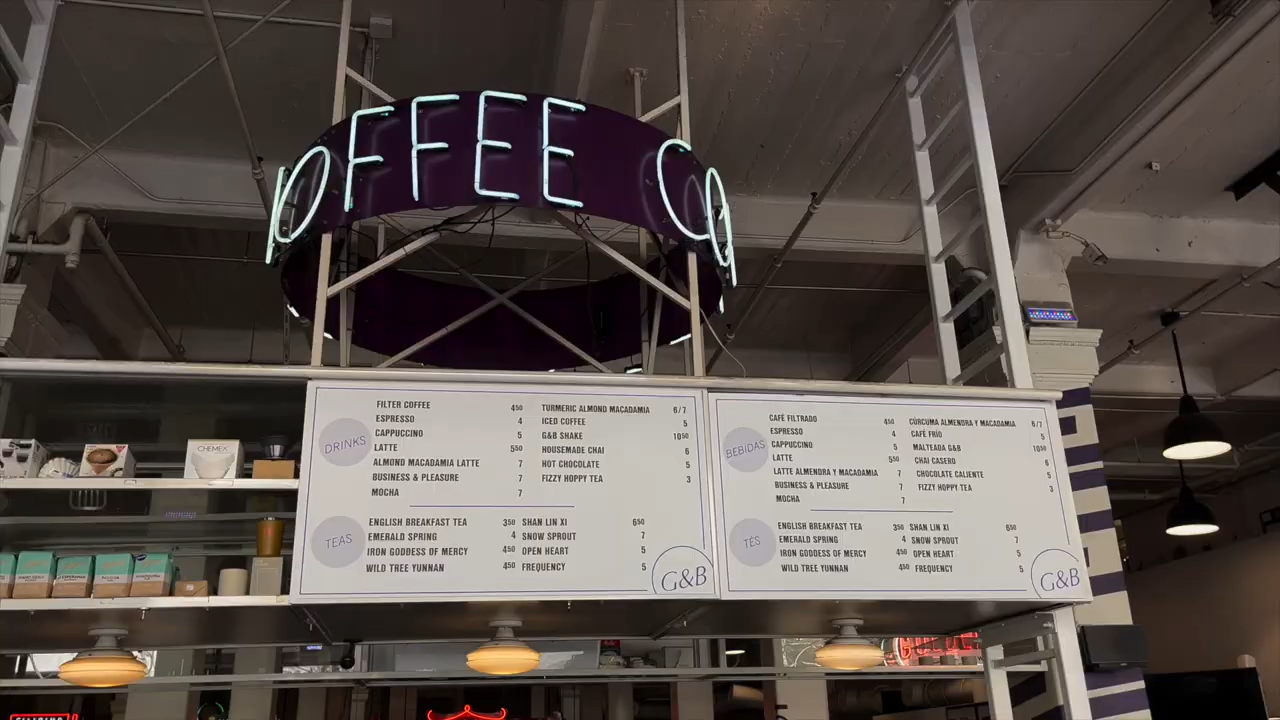 OFFEE CO
FILTER COFFEE 450
ESPRESSO 4
CAPPUCCINO 5
LATTE 550
ALMOND MACADAMIA LATTE 7
BUSINESS & PLEASURE 7
MOCHA 7
DRINKS
TURMERIC ALMOND MACADAMIA 6/7
ICED COFFEE 5
G&B SHAKE 1050
HOUSEMADE CHAI 6
HOT CHOCOLATE 5
FIZZY HOPPY TEA 3
TEAS
ENGLISH BREAKFAST TEA 350
EMERALD SPRING 4
IRON GODDESS OF MERCY 450
WILD TREE YUNNAN 450
SHAN LIN XI 650
SNOW SPROUT 7
OPEN HEART 5
FREQUENCY 5
G&B
BEBIDAS
CAFÉ FILTRADO 450
ESPRESSO 4
CAPPUCCINO 5
LATTE 550
LATTE ALMENDRA Y MACADAMIA 7
BUSINESS & PLEASURE 7
MOCHA 7
CÚRCUMA ALMENDRA Y MACADAMIA 6/7
CAFÉ FRÍO 5
MALTEADA G&B 1050
CHAI CASERO 6
CHOCOLATE CALIENTE 5
FIZZY HOPPY TEA 3
TÉS
ENGLISH BREAKFAST TEA 350
EMERALD SPRING 4
IRON GODDESS OF MERCY 450
WILD TREE YUNNAN 450
SHAN LIN XI 650
SNOW SPROUT 7
OPEN HEART 5
FREQUENCY 5
G&B
CHEMEX